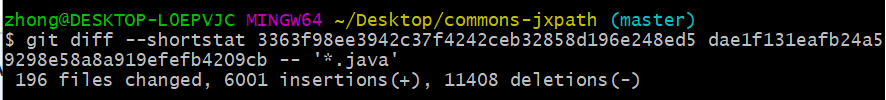 zhong@DESKTOP-LOEPVJC MINGW64 ~/Desktop/commons-jxpath (master)
$ git diff --shortstat 3363f98ee3942c37f4242ceb32858d196e248ed5 dae1f131eafb24a5
9298e58a8a919efefb4209cb -- '*.java'
 196 files changed, 6001 insertions(+), 11408 deletions(-)